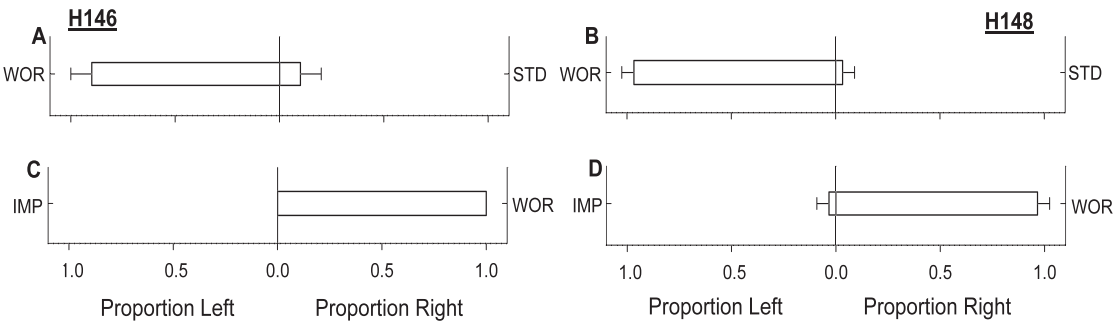 H146
H148
A
B
WOR STD
WOR STD
C
D
IMP WOR
IMP WOR
1.0 0.5 0.0 0.5 1.0
1.0 0.5 0.0 0.5 1.0
Proportion Left Proportion Right
Proportion Left Proportion Right